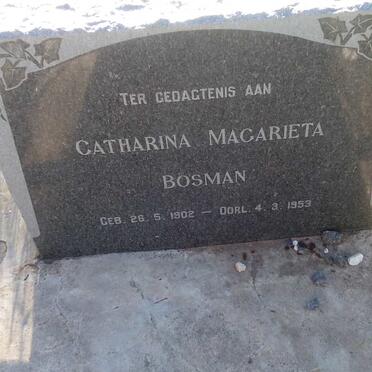 TER GEDAGTENIS AAN
CATHARINA MAGARIETA
BOSMAN
GEB. 26. 5. 1902 — OORL. 4. 3. 1953